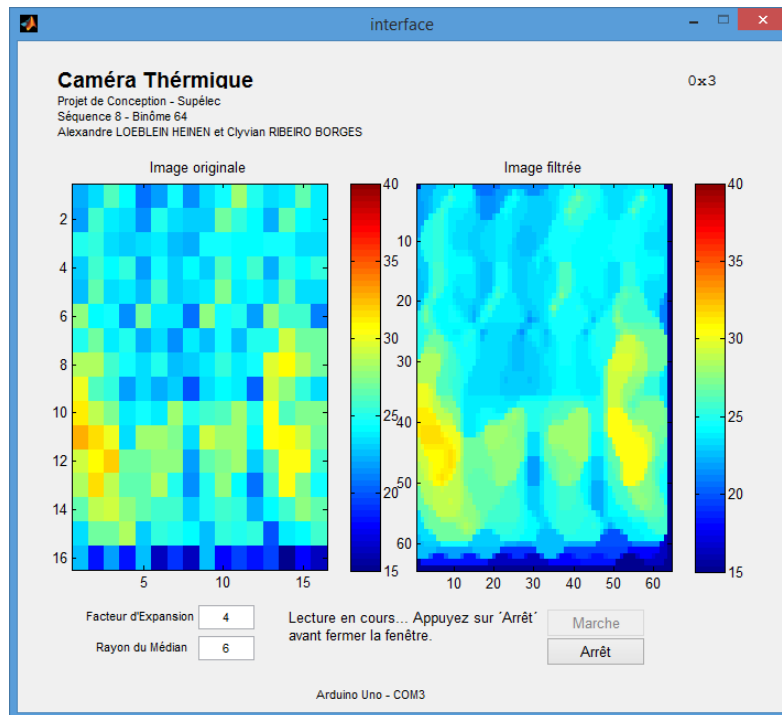 interface
Caméra Thérmique
0x3
Projet de Conception - Supélec
Séquence 8 - Binôme 64
Alexandre LOEBLEIN HEINEN et Clyvian RIBEIRO BORGES
Image originale
2
4
6
8
10
12
14
16
5
10
15
40
35
30
25
20
15
Image filtrée
10
20
30
40
50
60
15
10
20
30
40
50
60
40
35
30
25
20
15
Facteur d'Expansion
4
Rayon du Médian
6
Lecture en cours... Appuyez sur ´Arrêt´
avant fermer la fenêtre.
Marche
Arrêt
Arduino Uno - COM3